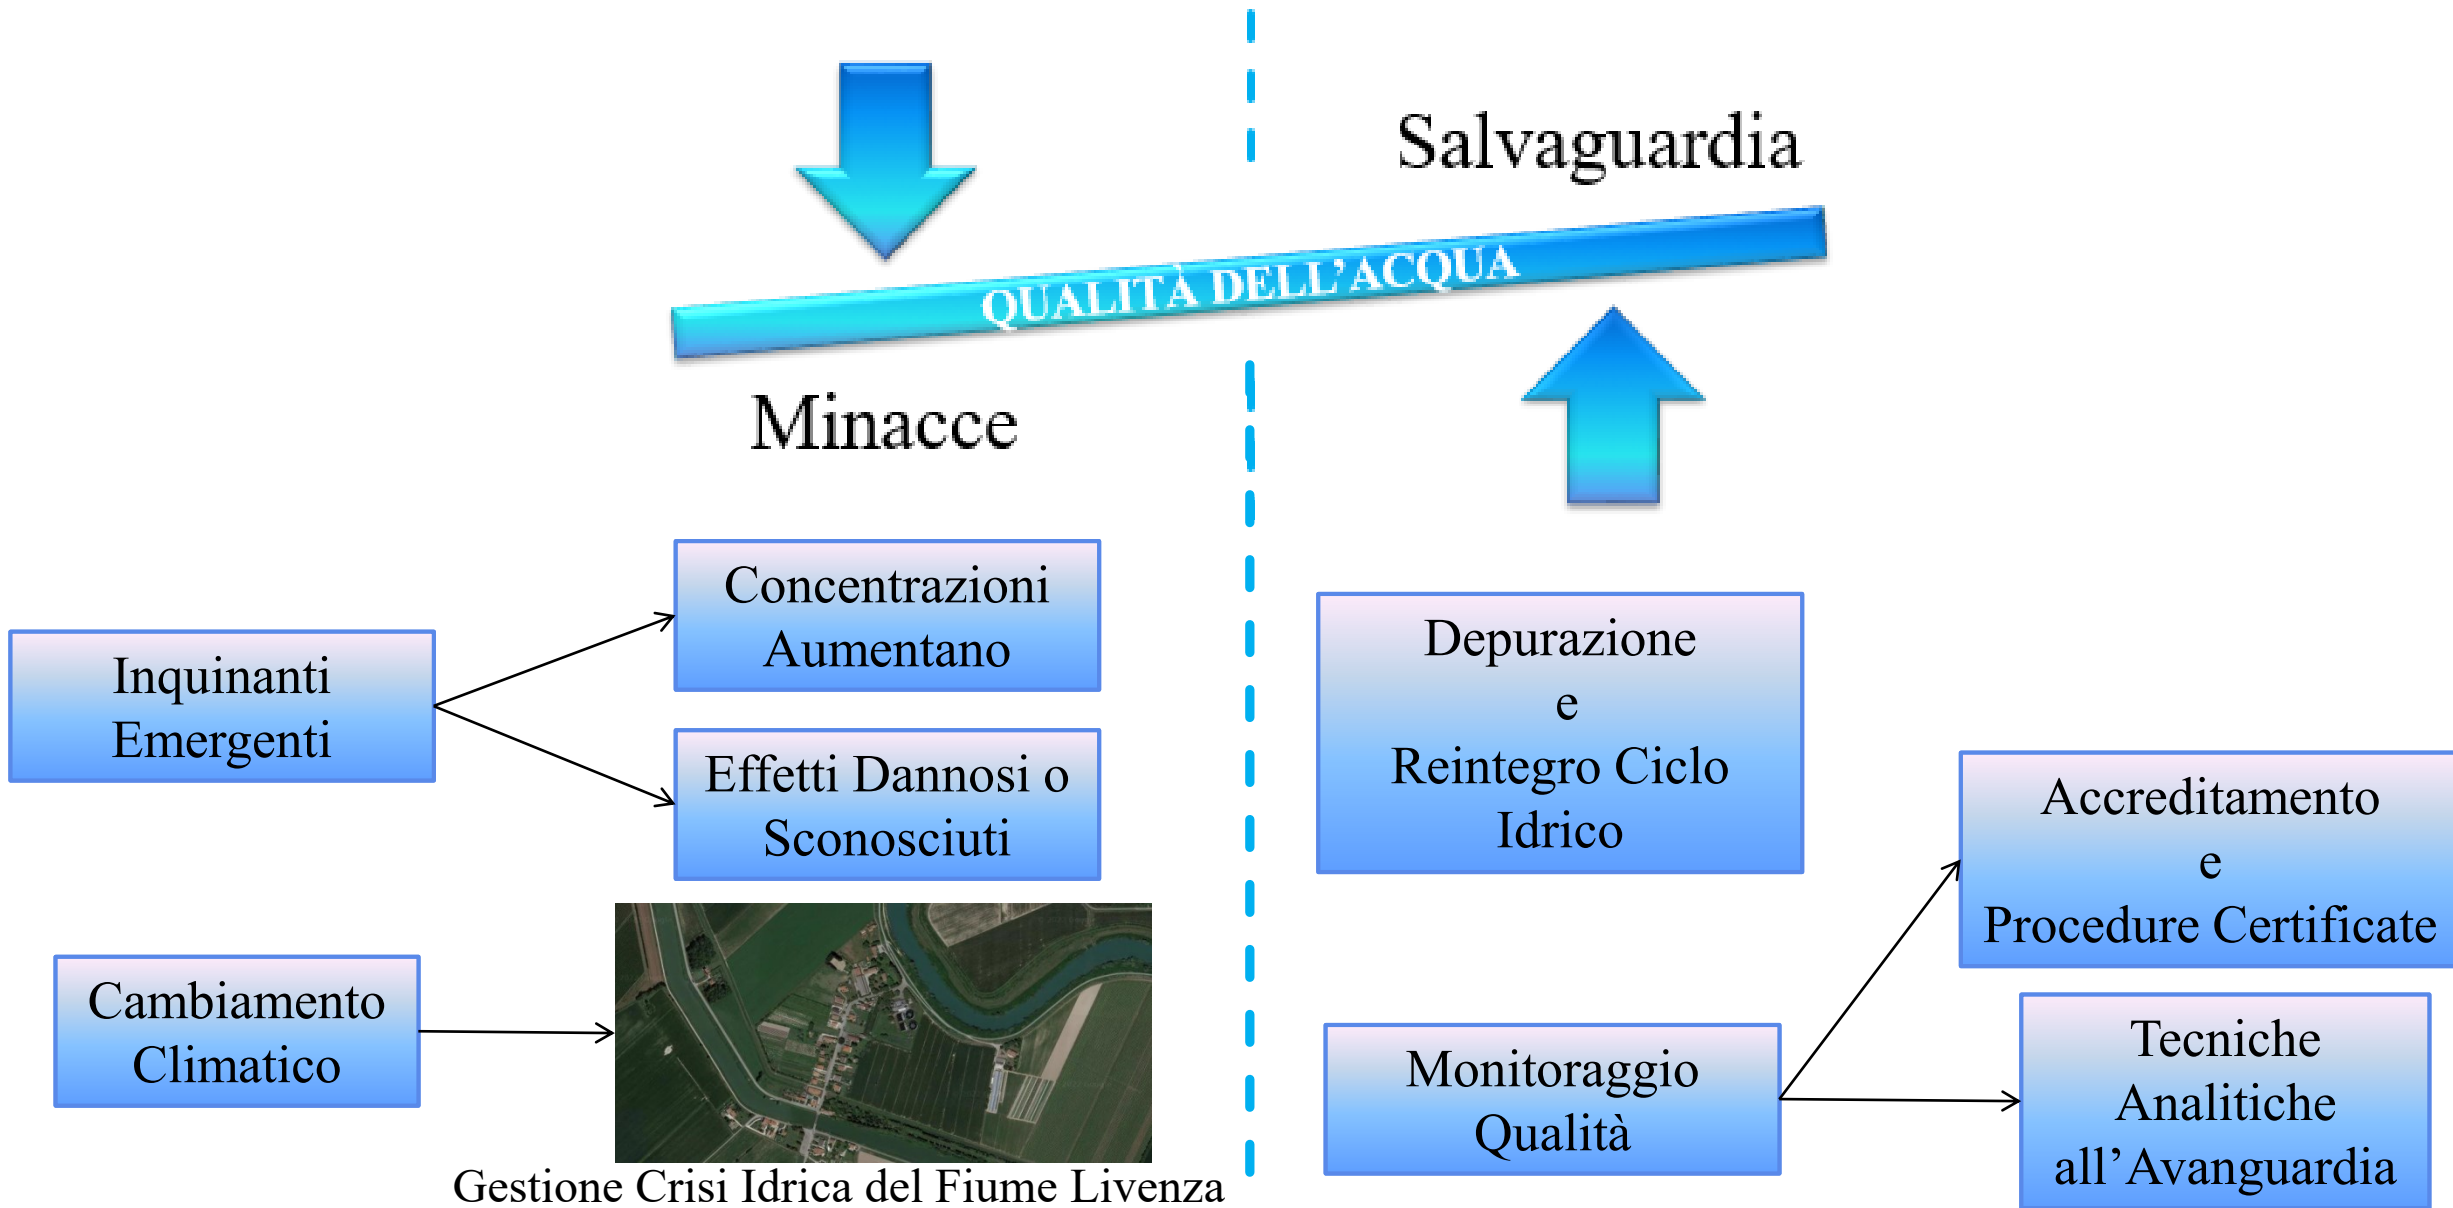 Salvaguardia
QUALITÀ DELL’ACQUA
Minacce
Inquinanti
Emergenti
Concentrazioni
Aumentano
Effetti Dannosi o
Sconosciuti
Cambiamento
Climatico
Gestione Crisi Idrica del Fiume Livenza
Depurazione
e
Reintegro Ciclo
Idrico
Monitoraggio
Qualità
Accreditamento
e
Procedure Certificate
Tecniche
Analitiche
all’Avanguardia